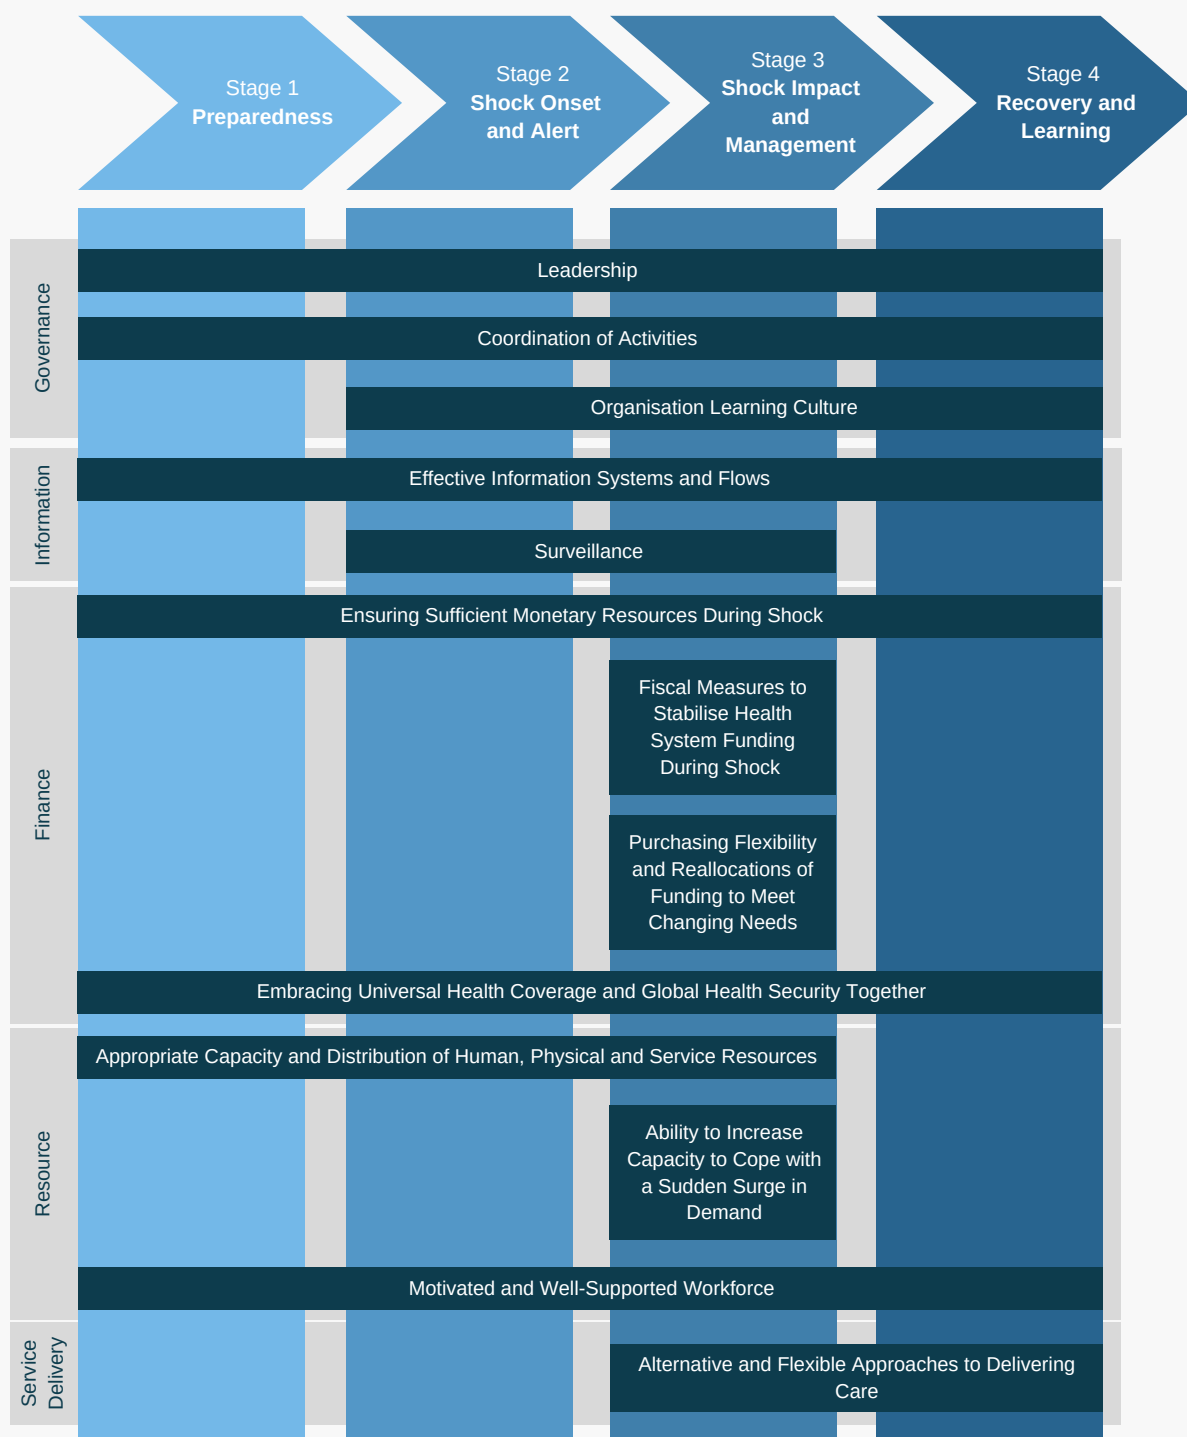 Stage 1
Preparedness
Stage 2
Shock Onset
and Alert
Stage 3
Shock Impact
and
Management
Stage 4
Recovery and
Learning
Governance
Leadership
Coordination of Activities
Organisation Learning Culture
Information
Effective Information Systems and Flows
Surveillance
Finance
Ensuring Sufficient Monetary Resources During Shock
Fiscal Measures to
Stabilise Health
System Funding
During Shock
Purchasing Flexibility
and Reallocations of
Funding to Meet
Changing Needs
Embracing Universal Health Coverage and Global Health Security Together
Resource
Appropriate Capacity and Distribution of Human, Physical and Service Resources
Ability to Increase
Capacity to Cope with
a Sudden Surge in
Demand
Motivated and Well-Supported Workforce
Service
Delivery
Alternative and Flexible Approaches to Delivering
Care